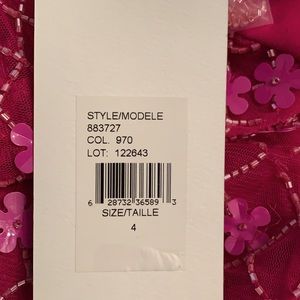 STYLE/MODELE
883727
COL. 970
LOT: 122643
6 28732 36589 3
SIZE/TAILLE
4